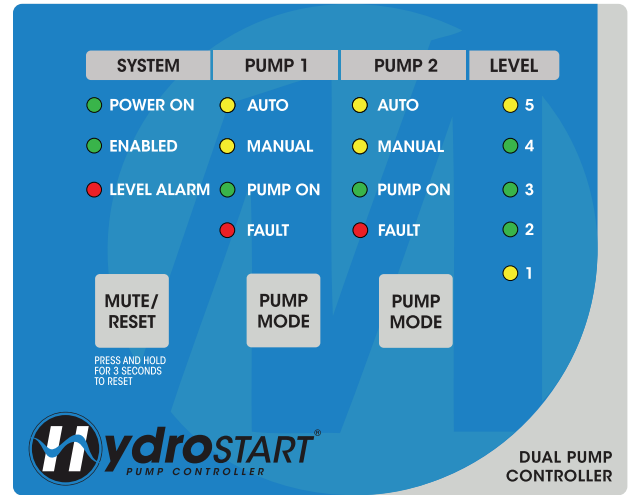 SYSTEM PUMP 1 PUMP 2 LEVEL
POWER ON AUTO AUTO 5
ENABLED MANUAL MANUAL 4
LEVEL ALARM PUMP ON PUMP ON 3
FAULT FAULT 2
1
MUTE/
RESET
PUMP
MODE
PUMP
MODE
PRESS AND HOLD
FOR 3 SECONDS
TO RESET
HydroSTART®
PUMP CONTROLLER
DUAL PUMP
CONTROLLER